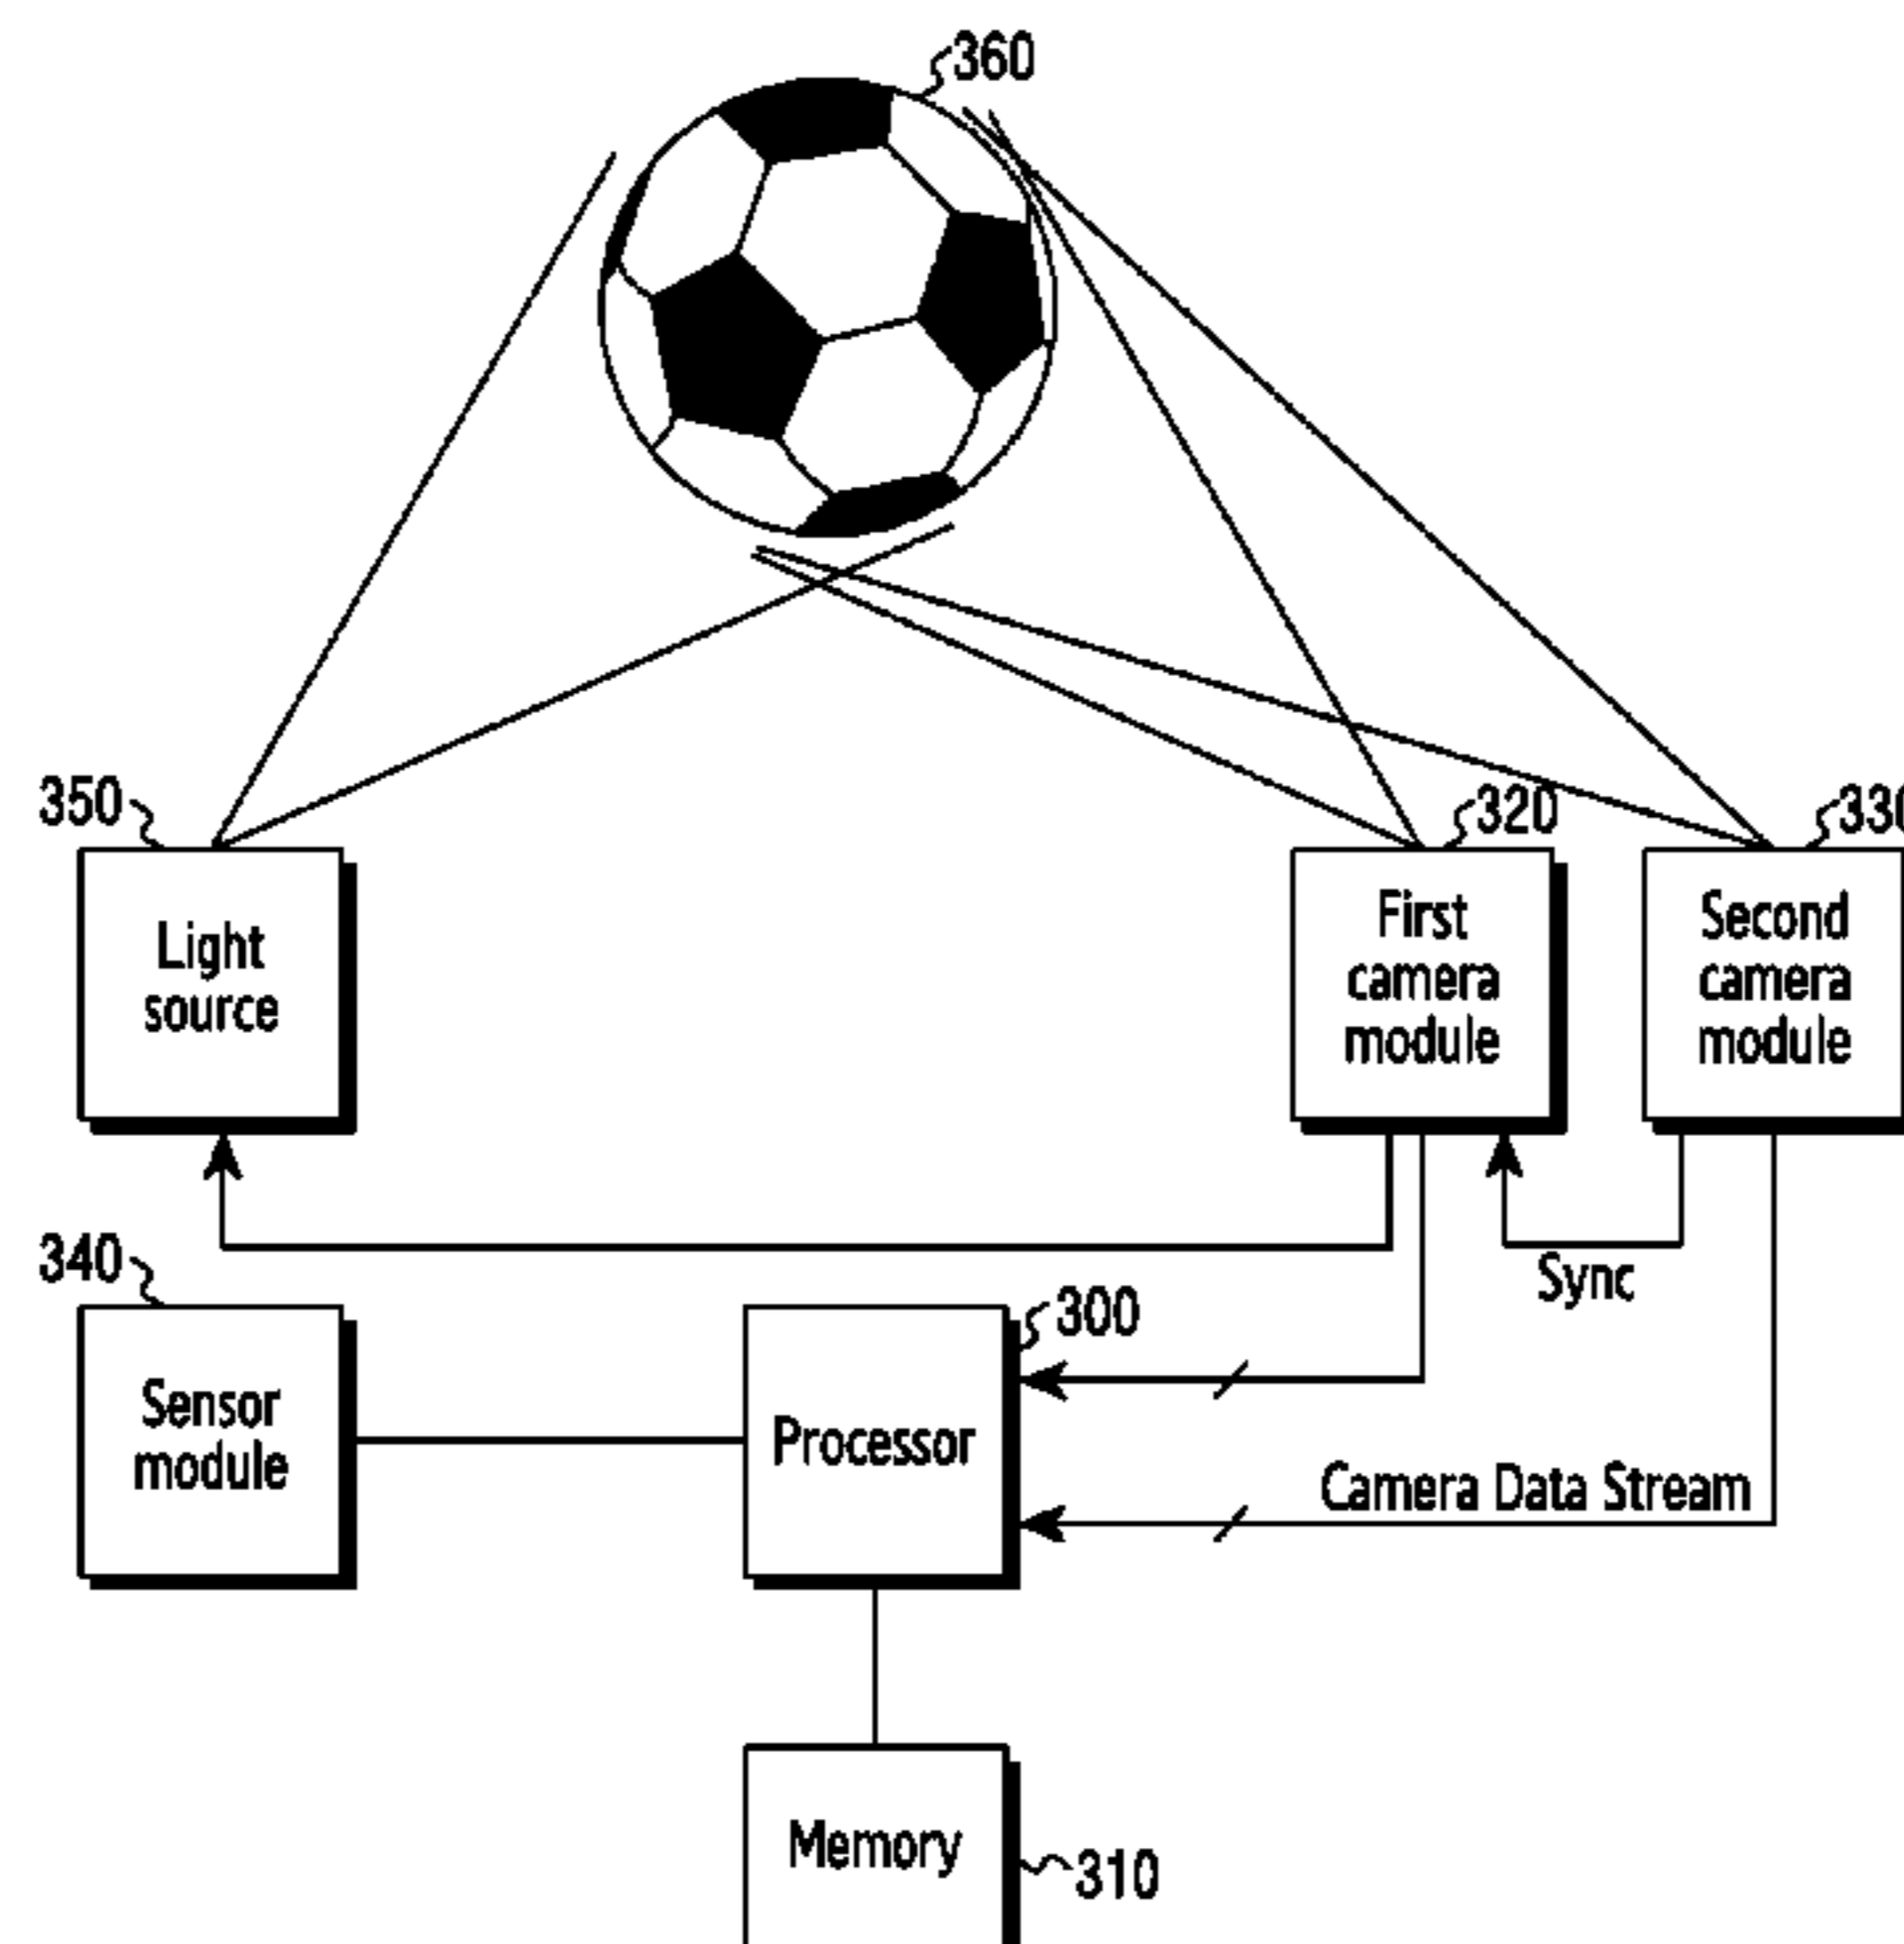 360
350
320
330
Light
source
First
camera
module
Second
camera
module
340
Sync
300
Sensor
module
Processor
Camera Data Stream
Memory
310